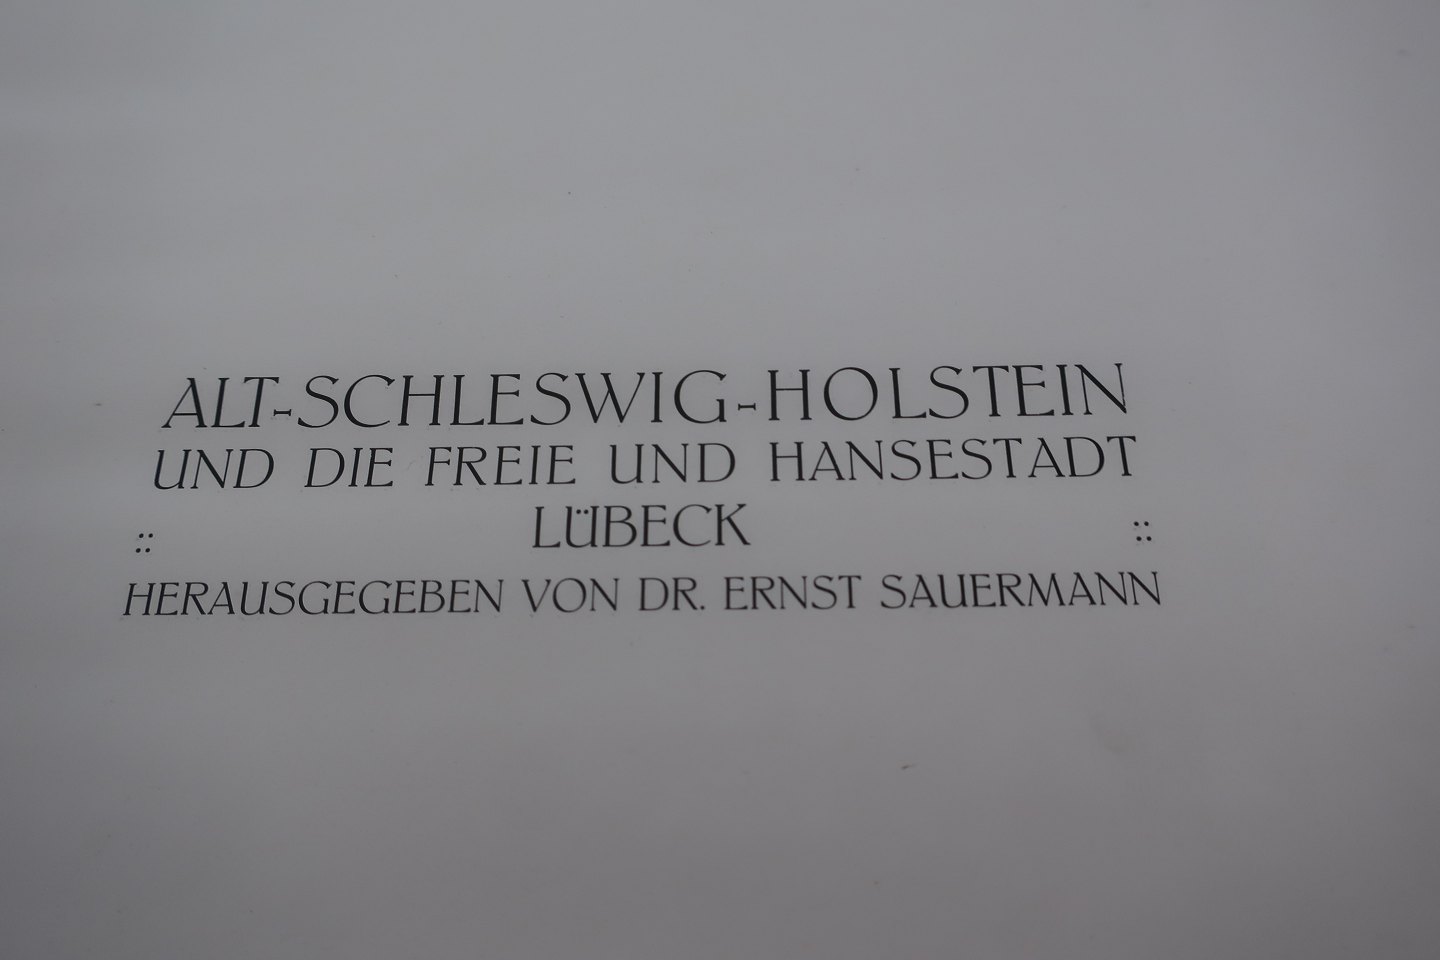 ALT-SCHLESWIG-HOLSTEIN
UND DIE FREIE UND HANSESTADT
:: LÜBECK ::
HERAUSGEGEBEN VON DR. ERNST SAUERMANN